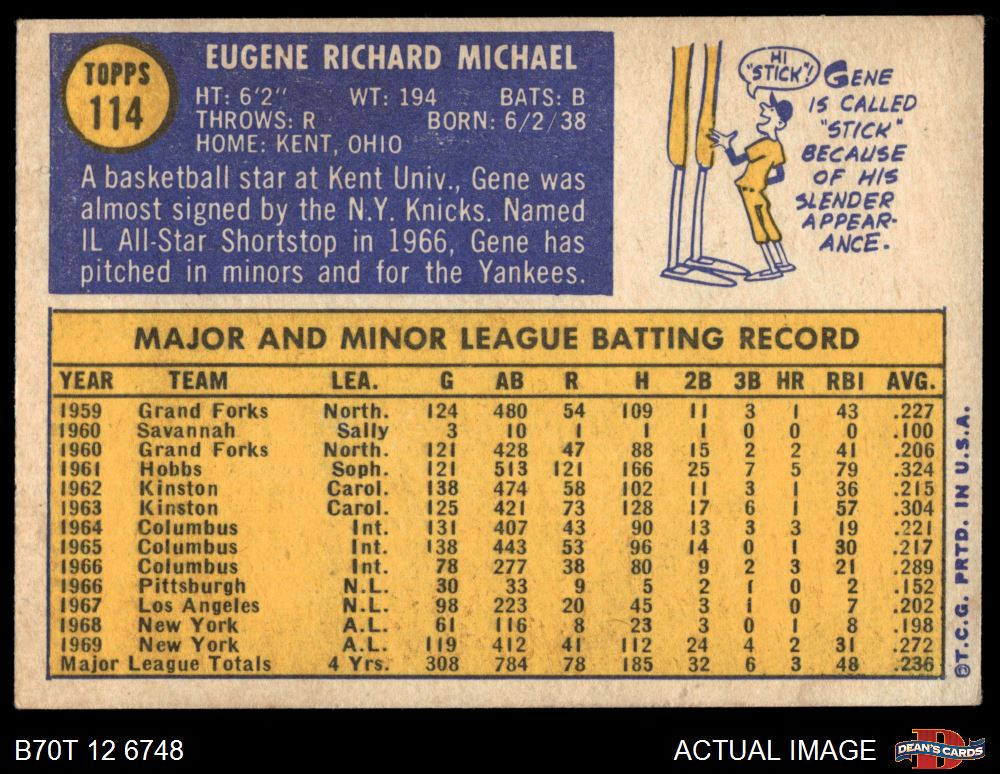 TOPPS
114
EUGENE RICHARD MICHAEL
HT: 6'2" WT: 194 BATS: B
THROWS: R BORN: 6/2/38
HOME: KENT, OHIO
A basketball star at Kent Univ., Gene was
almost signed by the N.Y. Knicks. Named
IL All-Star Shortstop in 1966, Gene has
pitched in minors and for the Yankees.
HI
"STICK"!
GENE
IS CALLED
"STICK"
BECAUSE
OF HIS
SLENDER
APPEAR-
ANCE.
MAJOR AND MINOR LEAGUE BATTING RECORD
YEAR TEAM LEA. G AB R H 2B 3B HR RBI AVG.
1959 Grand Forks North. 124 480 54 109 11 3 1 43 .227
1960 Savannah Sally 3 10 1 1 1 0 0 0 .100
1960 Grand Forks North. 121 428 47 88 15 2 2 41 .206
1961 Hobbs Soph. 121 513 121 166 25 7 5 79 .324
1962 Kinston Carol. 138 474 58 102 11 3 1 36 .215
1963 Kinston Carol. 125 421 73 128 17 6 1 57 .304
1964 Columbus Int. 131 407 43 90 13 3 3 19 .221
1965 Columbus Int. 138 443 53 96 14 0 1 30 .217
1966 Columbus Int. 78 277 38 80 9 2 3 21 .289
1966 Pittsburgh N.L. 30 33 9 5 2 1 0 2 .152
1967 Los Angeles N.L. 98 223 20 45 3 1 0 7 .202
1968 New York A.L. 61 116 8 23 3 0 1 8 .198
1969 New York A.L. 119 412 41 112 24 4 2 31 .272
Major League Totals 4 Yrs. 308 784 78 185 32 6 3 48 .236
©T.C.G. PRTD. IN U.S.A.
B70T 12 6748
ACTUAL IMAGE
D
DEAN'S CARDS